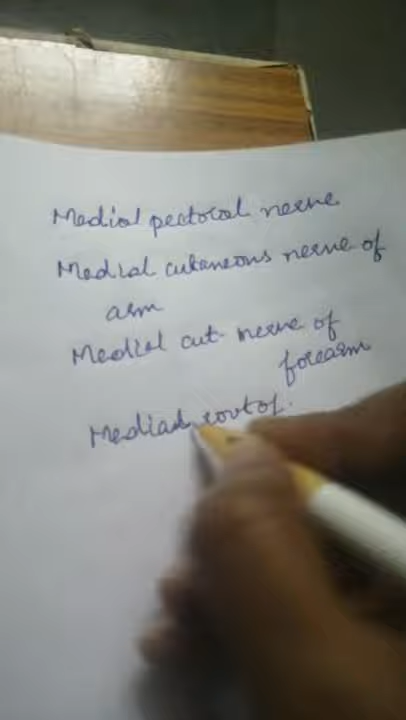 Medial pectoral nerve
Medial cutaneous nerve of
arm
Medial cut- nerve of
forearm
Medial root of.